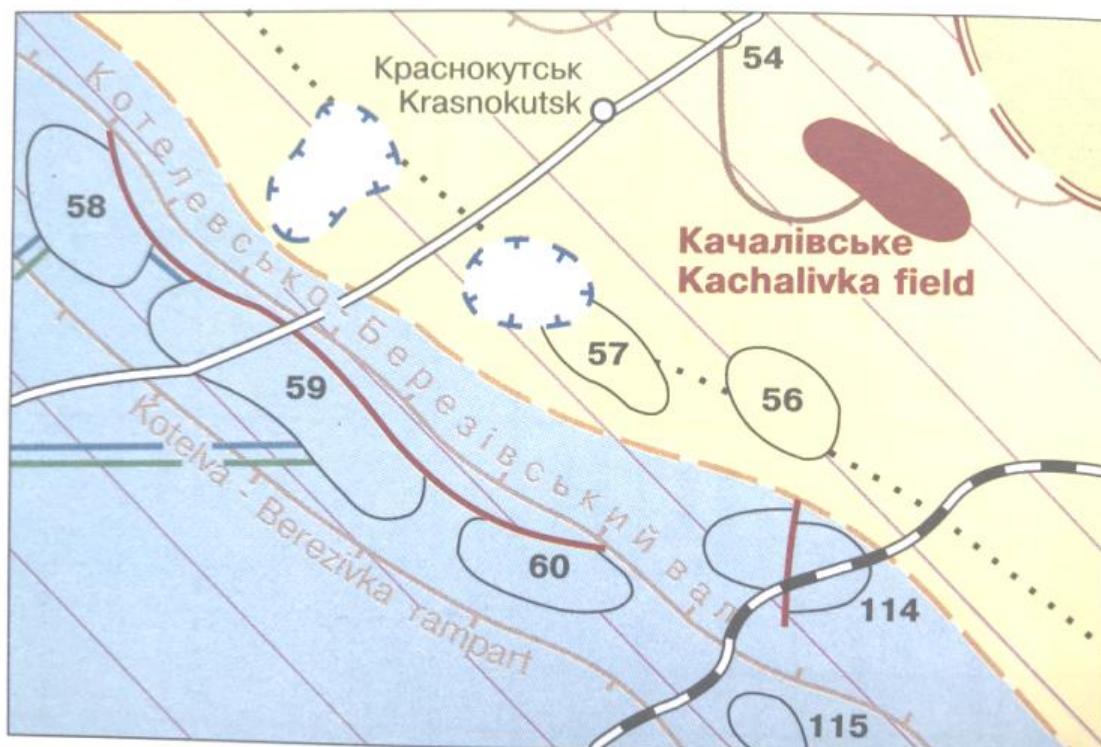 54
Краснокутськ
Krasnokutsk
Котелевсько-Березівський вал
58
Качалівське
Kachalivka field
57
59
56
Kotelva - Berezivka rampart
60
114
115